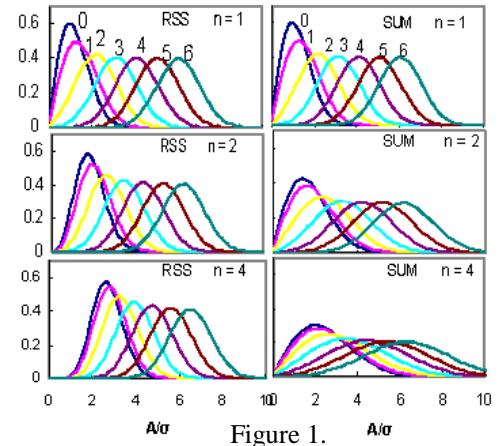 RSS n = 1
SUM n = 1
0.6
0.4
0.2
0
0 1 2 3 4 5 6
0 1 2 3 4 5 6
RSS n = 2
SUM n = 2
0.6
0.4
0.2
0
RSS n = 4
SUM n = 4
0.6
0.4
0.2
0
0 2 4 6 8 10
0 2 4 6 8 10
A/σ
A/σ
Figure 1.